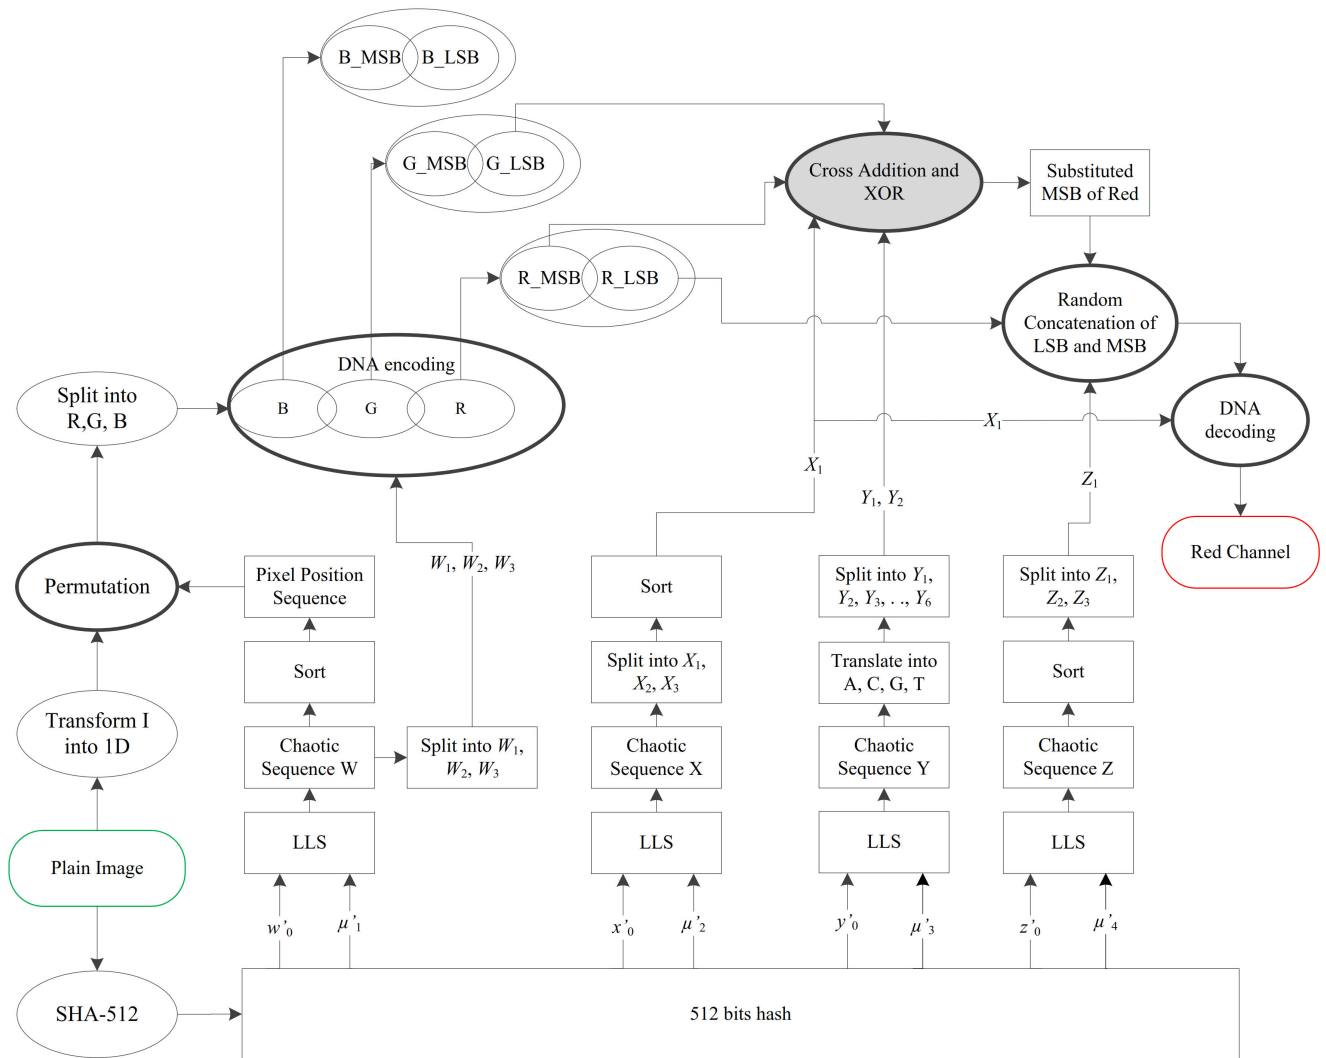 B_MSB
B_LSB
G_MSB
G_LSB
Cross Addition and
XOR
Substituted
MSB of Red
R_MSB
R_LSB
Random
Concatenation of
LSB and MSB
DNA encoding
B
G
R
Split into
R,G, B
DNA
decoding
X₁
X₁
Z₁
Y₁, Y₂
Red Channel
W₁, W₂, W₃
Permutation
Pixel Position
Sequence
Sort
Split into Y₁,
Y₂, Y₃, . ., Y₆
Split into Z₁,
Z₂, Z₃
Sort
Split into X₁,
X₂, X₃
Translate into
A, C, G, T
Sort
Transform I
into 1D
Chaotic
Sequence W
Split into W₁,
W₂, W₃
Chaotic
Sequence X
Chaotic
Sequence Y
Chaotic
Sequence Z
Plain Image
LLS
LLS
LLS
LLS
w'₀
μ'₁
x'₀
μ'₂
y'₀
μ'₃
z'₀
μ'₄
SHA-512
512 bits hash